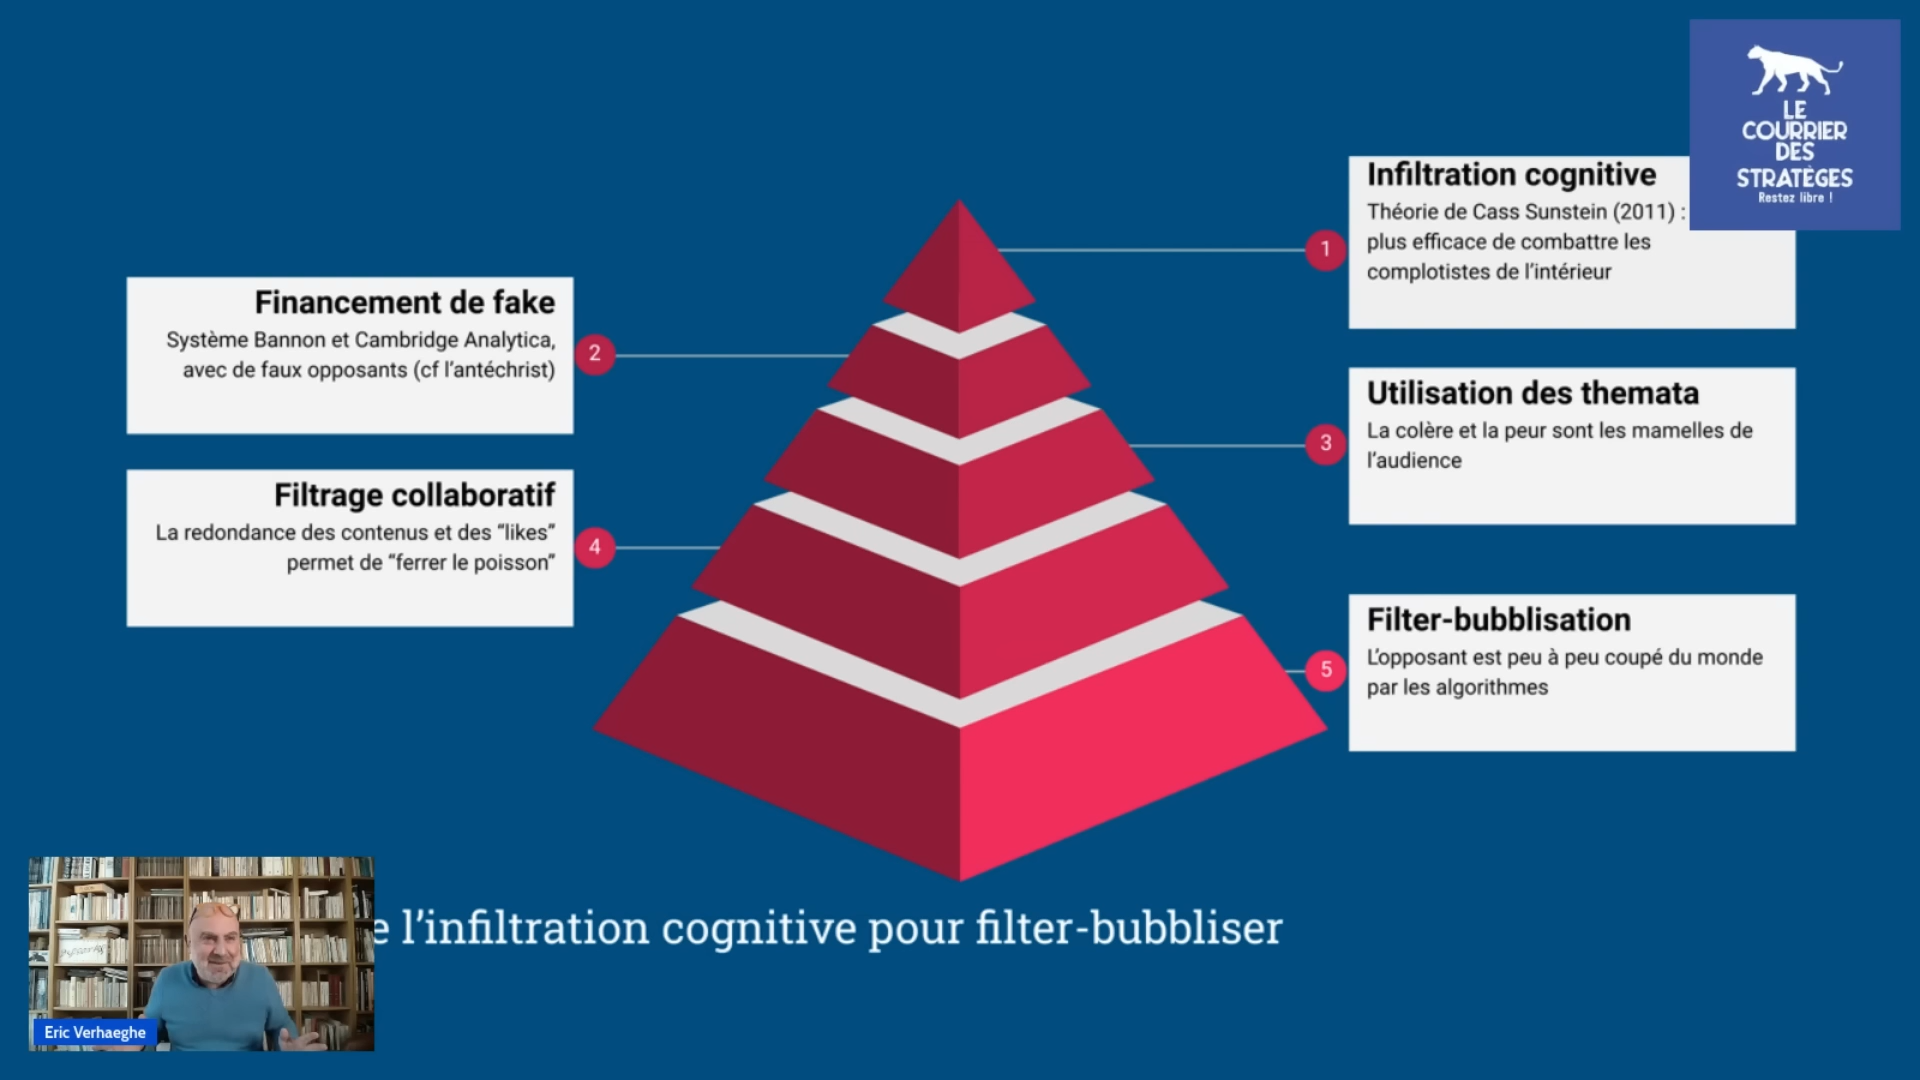 LE
COURRIER
DES
STRATÈGES
Restez libre !
Infiltration cognitive
Théorie de Cass Sunstein (2011) :
plus efficace de combattre les
complotistes de l’intérieur
1
Financement de fake
Système Bannon et Cambridge Analytica,
avec de faux opposants (cf l’antéchrist)
2
Utilisation des themata
La colère et la peur sont les mamelles de
l’audience
3
Filtrage collaboratif
La redondance des contenus et des “likes”
permet de “ferrer le poisson”
4
Filter-bubblisation
L’opposant est peu à peu coupé du monde
par les algorithmes
5
e l’infiltration cognitive pour filter-bubbliser
Eric Verhaeghe